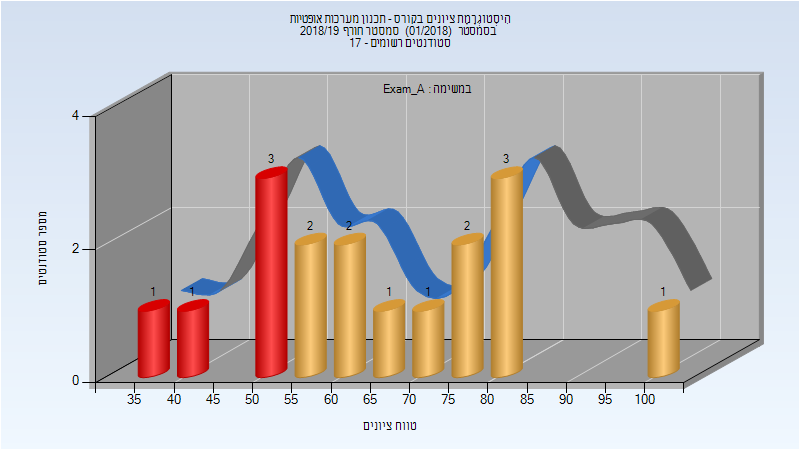 היסטוגרמת ציונים בקורס - תכנון מערכות אופטיות
בסמסטר (01/2018) סמסטר חורף 2018/19
סטודנטים רשומים - 17
במשימה : Exam_A
מספר סטודנטים
4
2
0
1
1
3
2
2
1
1
2
3
1
35 40 45 50 55 60 65 70 75 80 85 90 95 100
טווח ציונים